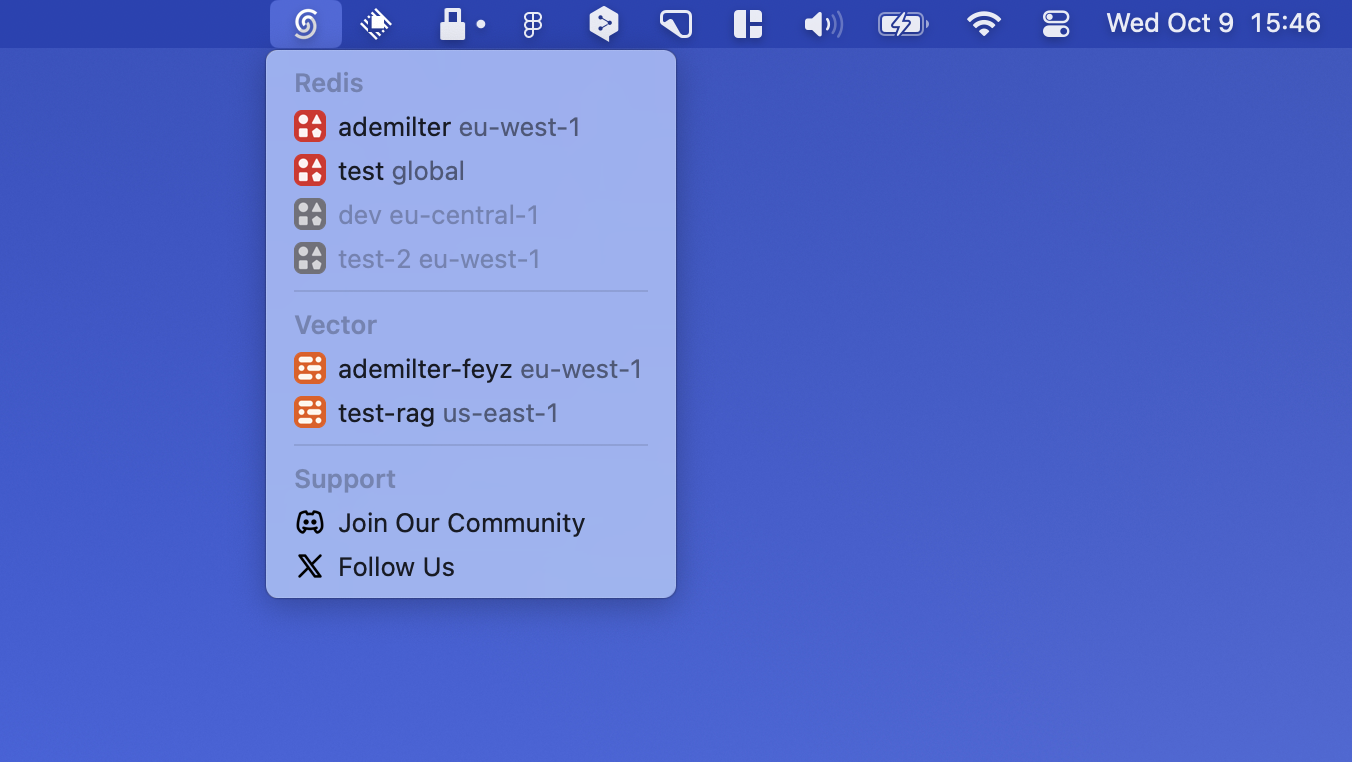 Wed Oct 9 15:46
Redis
ademilter eu-west-1
test global
dev eu-central-1
test-2 eu-west-1
Vector
ademilter-feyz eu-west-1
test-rag us-east-1
Support
Join Our Community
Follow Us